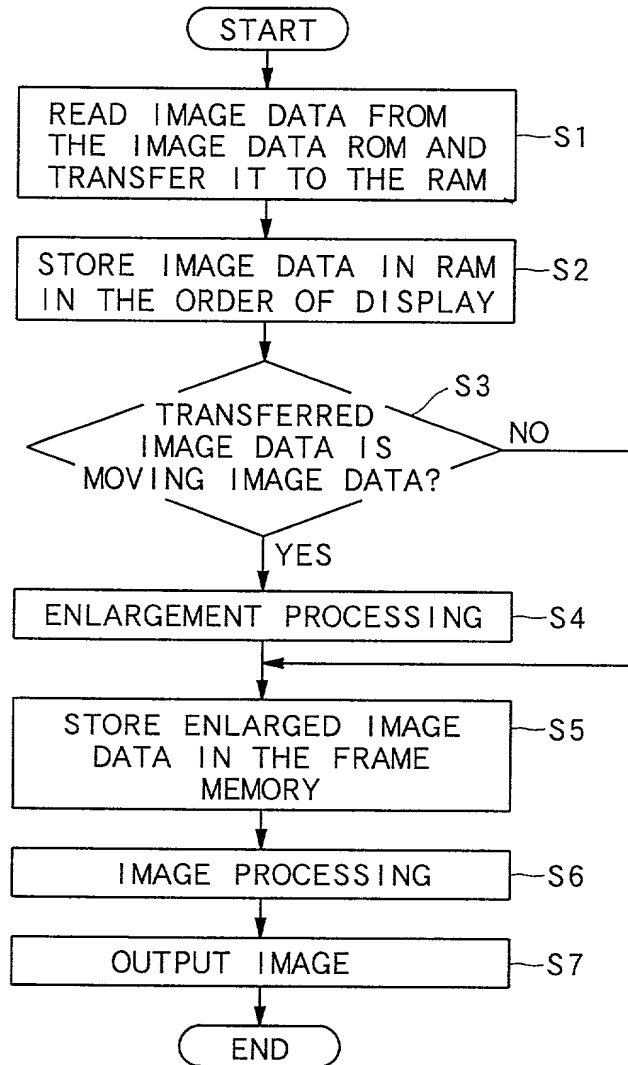 START
READ IMAGE DATA FROM
THE IMAGE DATA ROM AND
TRANSFER IT TO THE RAM
S1
STORE IMAGE DATA IN RAM
IN THE ORDER OF DISPLAY
S2
S3
TRANSFERRED
IMAGE DATA IS
MOVING IMAGE DATA?
NO
YES
ENLARGEMENT PROCESSING
S4
STORE ENLARGED IMAGE
DATA IN THE FRAME
MEMORY
S5
IMAGE PROCESSING
S6
OUTPUT IMAGE
S7
END